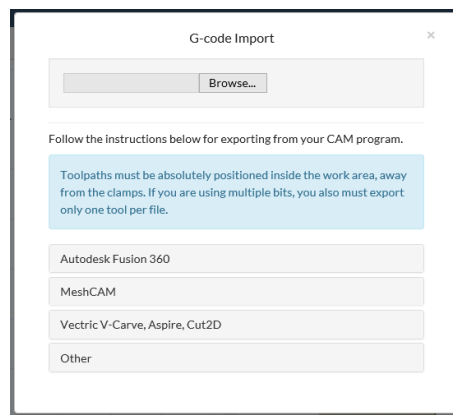 G-code Import
×
Browse...
Follow the instructions below for exporting from your CAM program.
Toolpaths must be absolutely positioned inside the work area, away
from the clamps. If you are using multiple bits, you also must export
only one tool per file.
Autodesk Fusion 360
MeshCAM
Vectric V-Carve, Aspire, Cut2D
Other